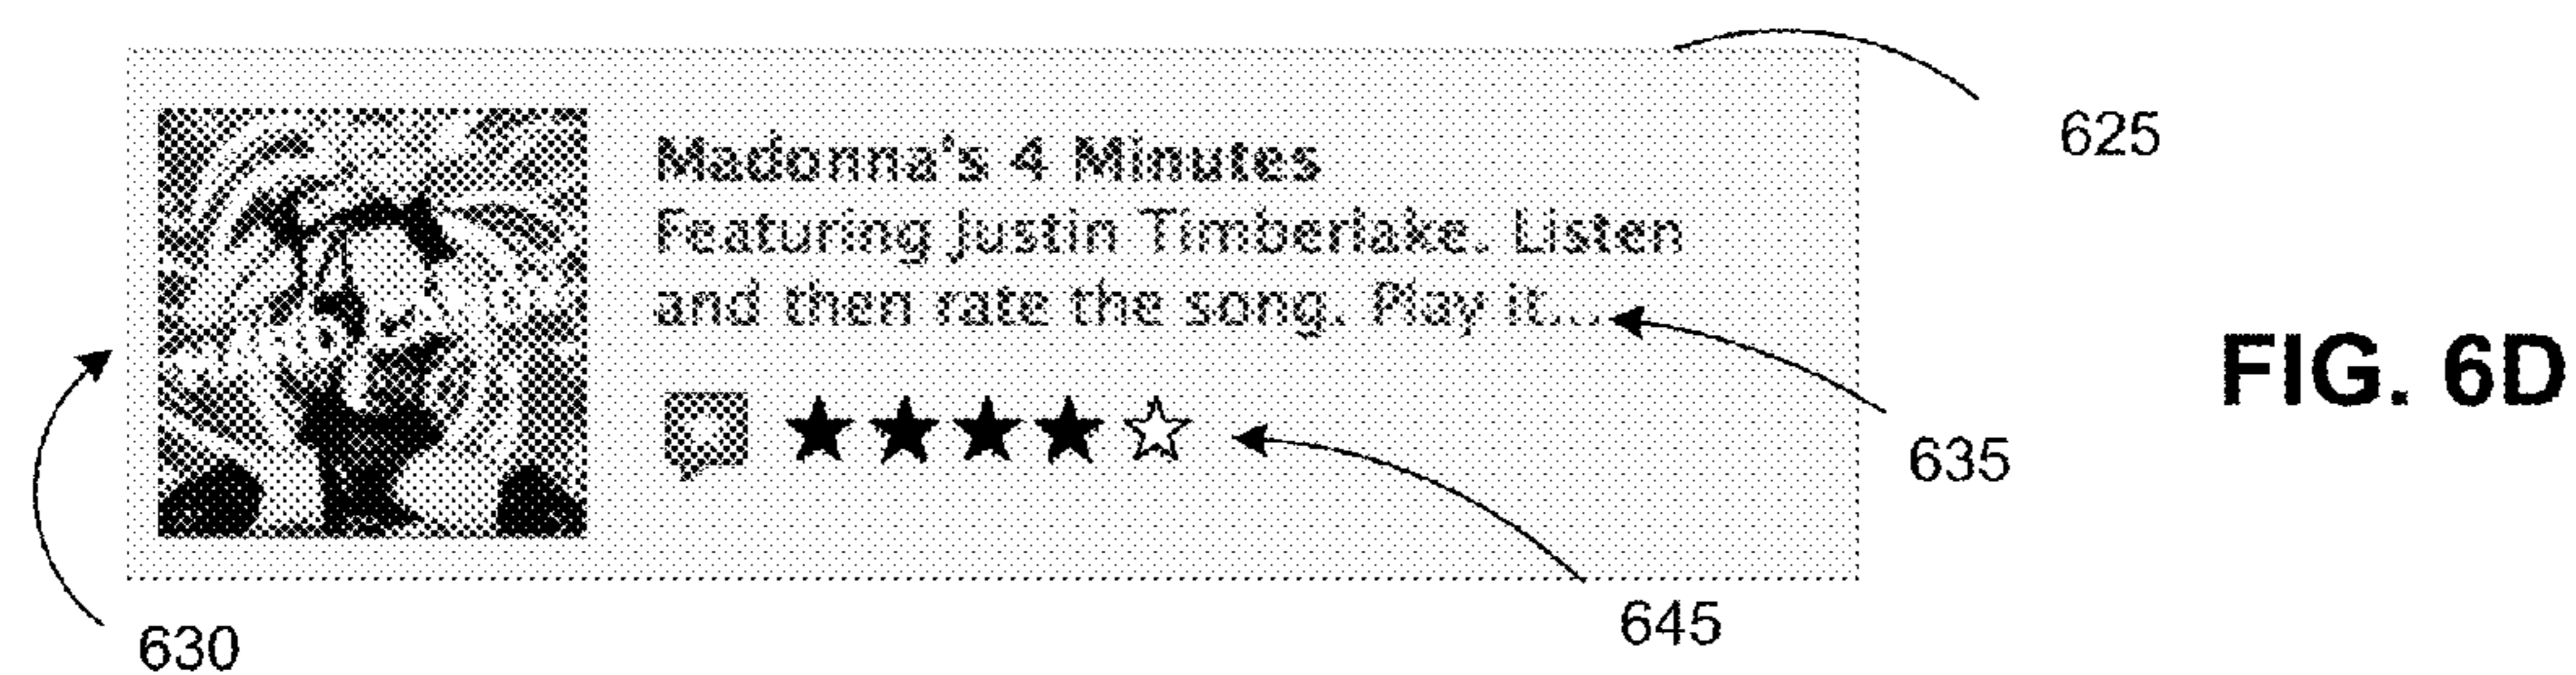 625
Madonna's 4 Minutes
Featuring Justin Timberlake. Listen
and then rate the song. Play it...
635
645
630
FIG. 6D